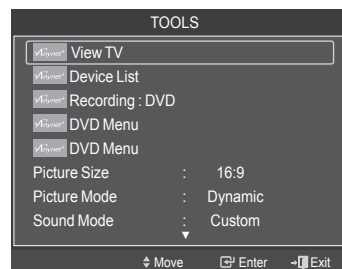 TOOLS
Anynet+ View TV
Anynet+ Device List
Anynet+ Recording : DVD
Anynet+ DVD Menu
Anynet+ DVD Menu
Picture Size : 16:9
Picture Mode : Dynamic
Sound Mode : Custom
Move Enter Exit